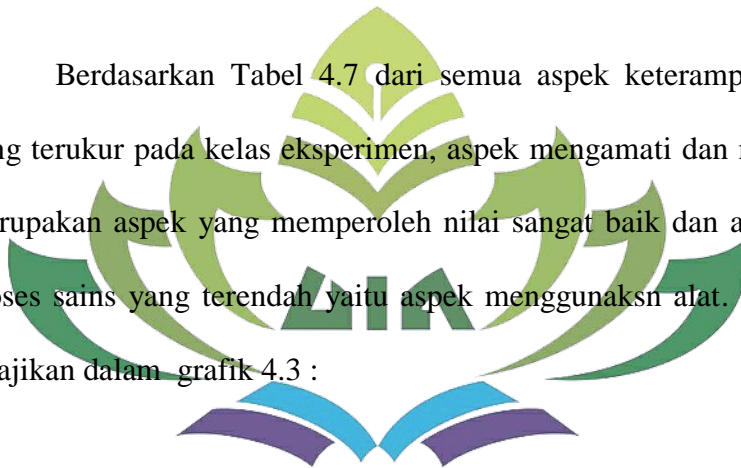 Berdasarkan Tabel 4.7 dari semua aspek keteramp
ng terukur pada kelas eksperimen, aspek mengamati dan
erupakan aspek yang memperoleh nilai sangat baik dan a
oses sains yang terendah yaitu aspek menggunaksn alat.
ajikan dalam grafik 4.3 :